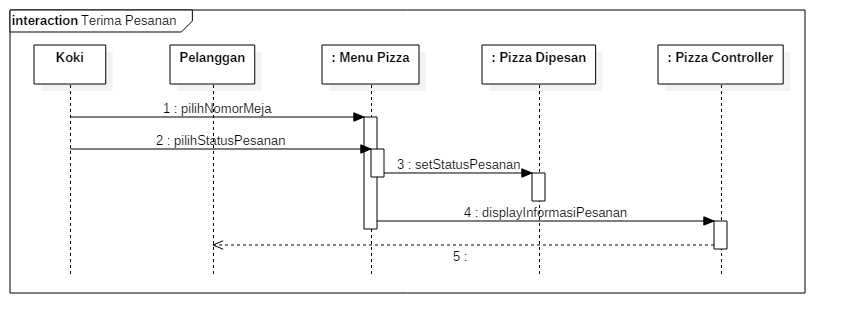 interaction Terima Pesanan
Koki
Pelanggan
: Menu Pizza
: Pizza Dipesan
: Pizza Controller
1 : pilihNomorMeja
2 : pilihStatusPesanan
3 : setStatusPesanan
4 : displayInformasiPesanan
5 :